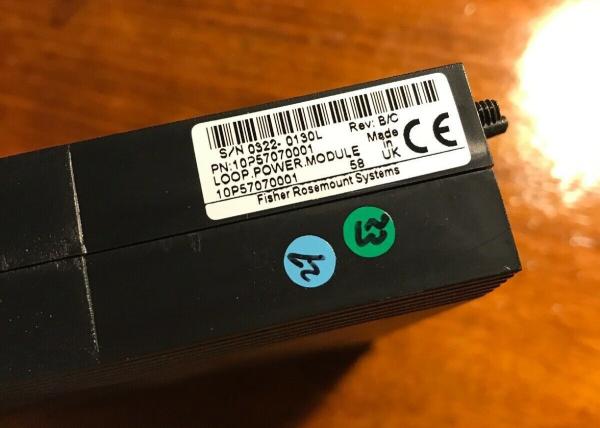 S/N 0322- 0130L Rev: B/C
PN:10P57070001 Made
LOOP.POWER.MODULE in
10P57070001 58 UK
Fisher Rosemount Systems
CE